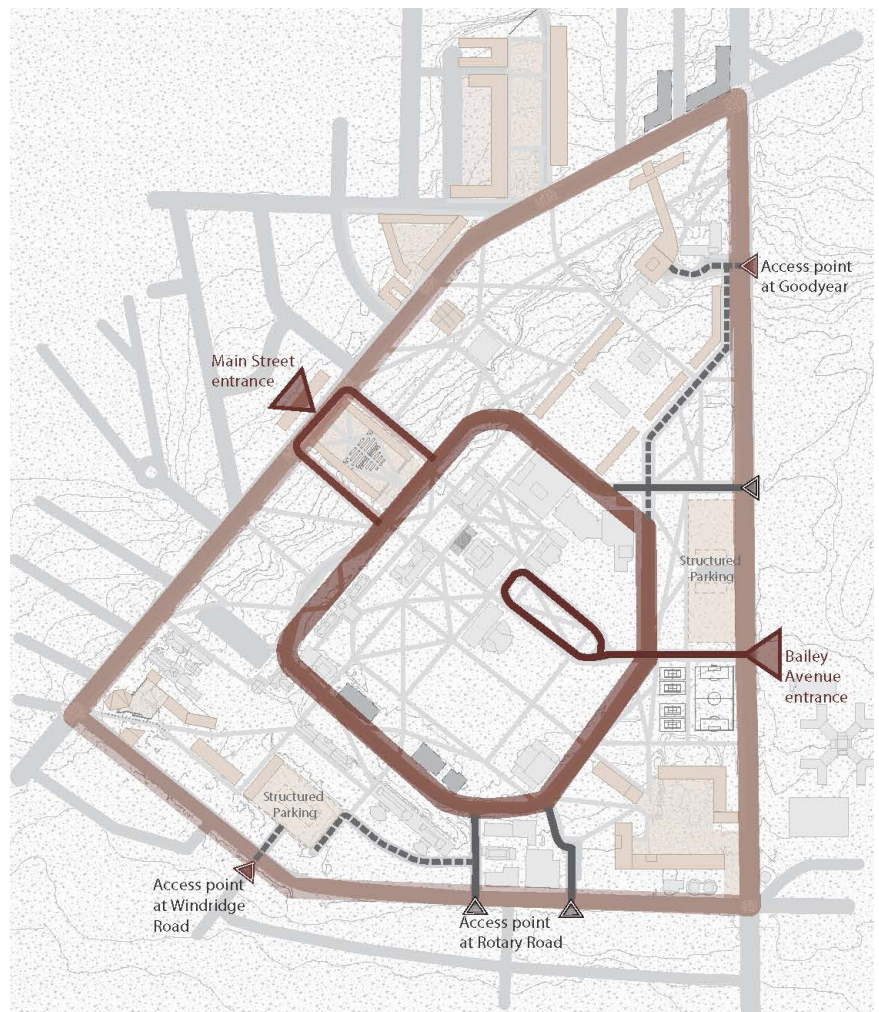 Access point
at Goodyear
Main Street
entrance
Structured
Parking
Bailey
Avenue
entrance
Structured
Parking
Access point
at Windridge
Road
Access point
at Rotary Road